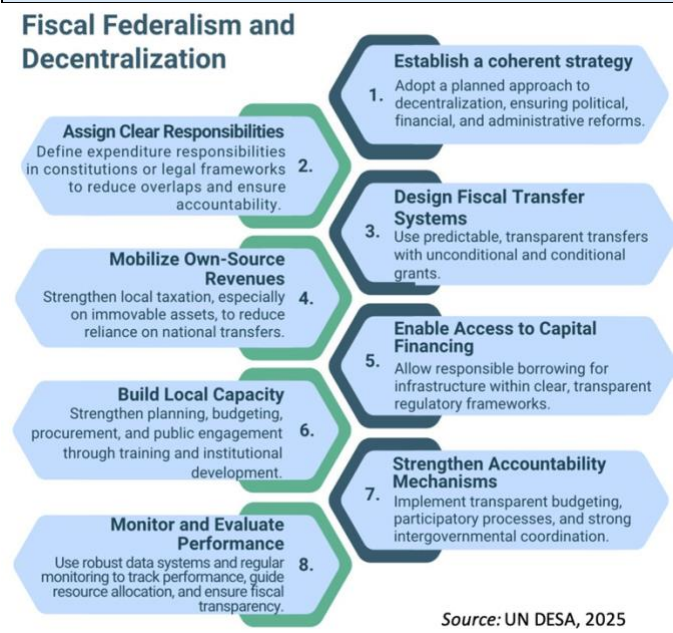 Fiscal Federalism and
Decentralization
1.
Establish a coherent strategy
Adopt a planned approach to
decentralization, ensuring political,
financial, and administrative reforms.
Assign Clear Responsibilities
Define expenditure responsibilities
in constitutions or legal frameworks
to reduce overlaps and ensure
accountability.
2.
3.
Design Fiscal Transfer
Systems
Use predictable, transparent transfers
with unconditional and conditional
grants.
Mobilize Own-Source
Revenues
Strengthen local taxation, especially
on immovable assets, to reduce
reliance on national transfers.
4.
5.
Enable Access to Capital
Financing
Allow responsible borrowing for
infrastructure within clear, transparent
regulatory frameworks.
Build Local Capacity
Strengthen planning, budgeting,
procurement, and public engagement
through training and institutional
development.
6.
7.
Strengthen Accountability
Mechanisms
Implement transparent budgeting,
participatory processes, and strong
intergovernmental coordination.
Monitor and Evaluate
Performance
Use robust data systems and regular
monitoring to track performance, guide
resource allocation, and ensure fiscal
transparency.
8.
Source: UN DESA, 2025